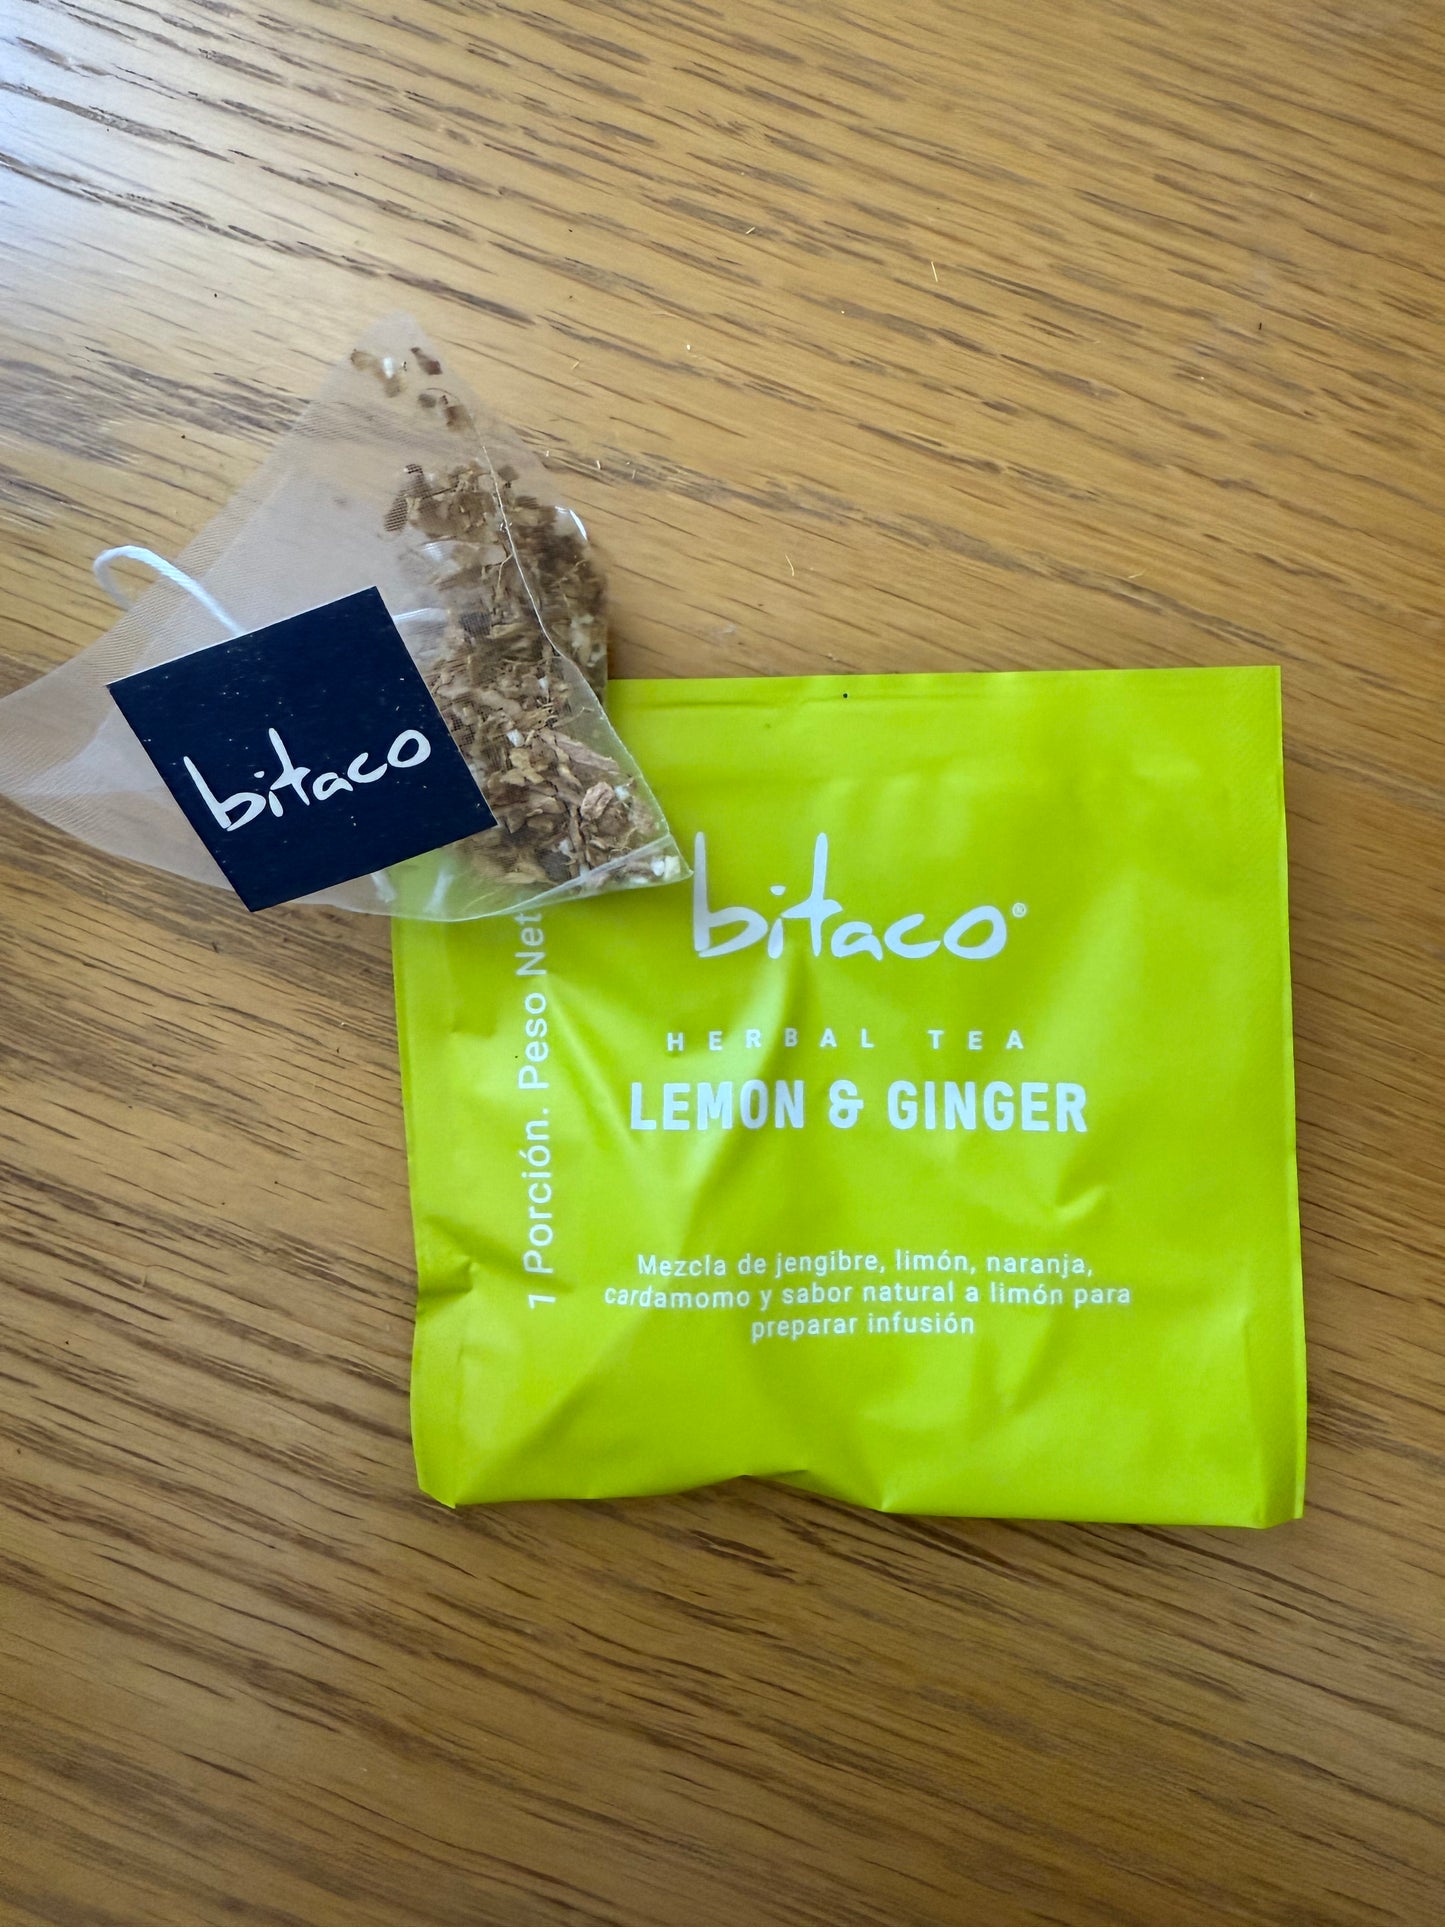 bitaco
bitaco®
HERBAL TEA
LEMON & GINGER
Mezcla de jengibre, limón, naranja,
cardamomo y sabor natural a limón para
preparar infusión
1 Porción. Peso Net